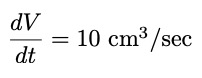 dV/dt = 10 cm³/sec